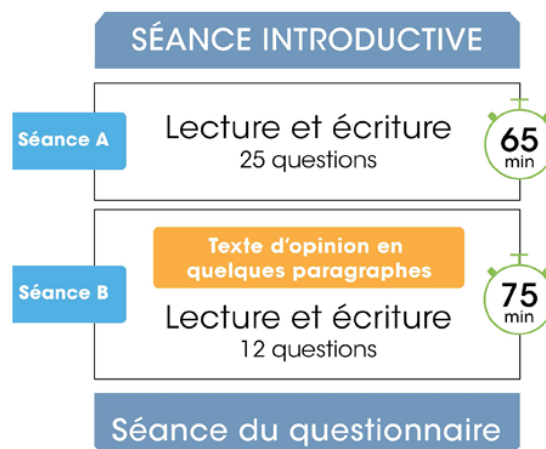 SÉANCE INTRODUCTIVE
Séance A
Lecture et écriture
25 questions
65
min
Texte d'opinion en
quelques paragraphes
Séance B
Lecture et écriture
12 questions
75
min
Séance du questionnaire